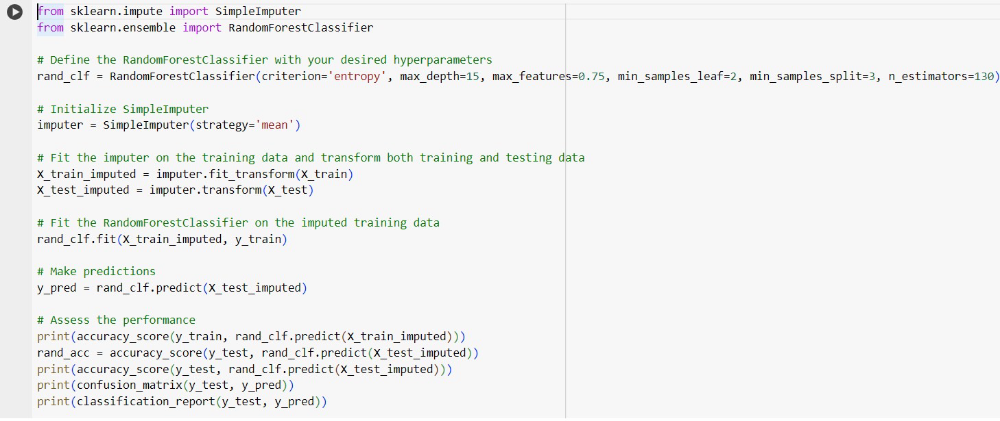 from sklearn.impute import SimpleImputer
from sklearn.ensemble import RandomForestClassifier
# Define the RandomForestClassifier with your desired hyperparameters
rand_clf = RandomForestClassifier(criterion='entropy', max_depth=15, max_features=0.75, min_samples_leaf=2, min_samples_split=3, n_estimators=130)
# Initialize SimpleImputer
imputer = SimpleImputer(strategy='mean')
# Fit the imputer on the training data and transform both training and testing data
X_train_imputed = imputer.fit_transform(X_train)
X_test_imputed = imputer.transform(X_test)
# Fit the RandomForestClassifier on the imputed training data
rand_clf.fit(X_train_imputed, y_train)
# Make predictions
y_pred = rand_clf.predict(X_test_imputed)
# Assess the performance
print(accuracy_score(y_train, rand_clf.predict(X_train_imputed)))
rand_acc = accuracy_score(y_test, rand_clf.predict(X_test_imputed))
print(accuracy_score(y_test, rand_clf.predict(X_test_imputed)))
print(confusion_matrix(y_test, y_pred))
print(classification_report(y_test, y_pred))